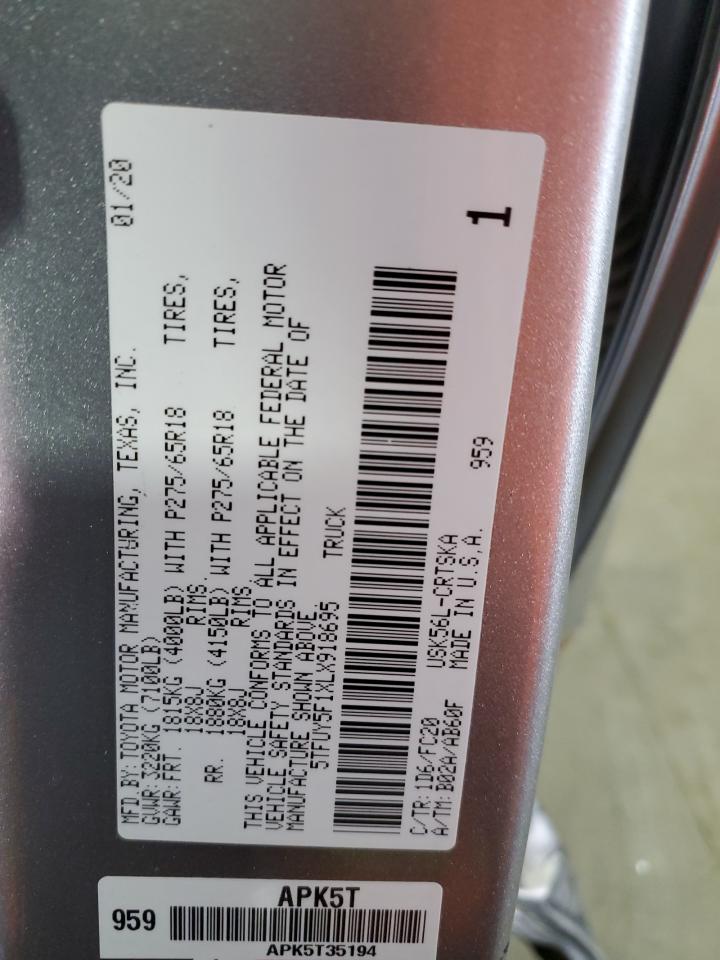 MFD.BY:TOYOTA MOTOR MANUFACTURING, TEXAS, INC. 01/20
GVWR:3220KG (7100LB)
GAWR:FRT. 1815KG (4000LB) WITH P275/65R18 TIRES,
18X8J RIMS.
RR. 1880KG (4150LB) WITH P275/65R18 TIRES,
18X8J RIMS,
THIS VEHICLE CONFORMS TO ALL APPLICABLE FEDERAL MOTOR
VEHICLE SAFETY STANDARDS IN EFFECT ON THE DATE OF
MANUFACTURE SHOWN ABOVE.
5TFUY5F1XLX918695 TRUCK
C/TR:1D6/FC20 USK56L-CRTSKA 959
A/TM:B02A/AB60F MADE IN U.S.A.
1
APK5T
959
APK5T35194